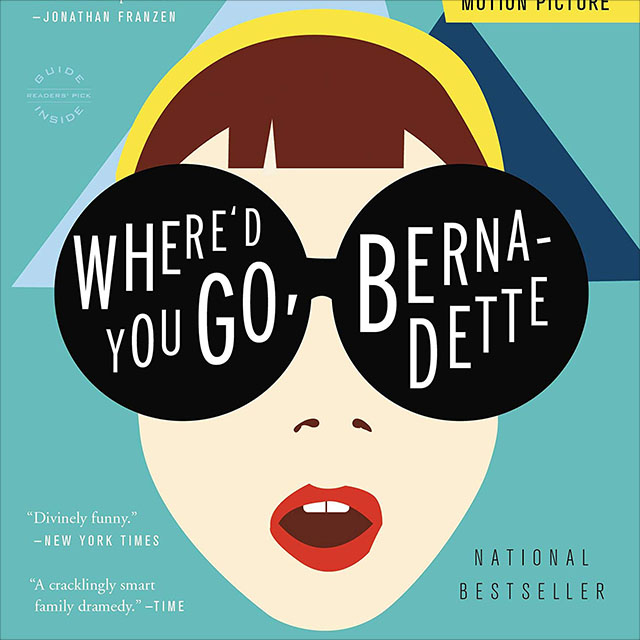 —JONATHAN FRANZEN
MOTION PICTURE
GUIDE
READERS' PICK
INSIDE
WHERE'D
YOU GO,
BERNA-
DETTE
“Divinely funny.”
—NEW YORK TIMES
“A cracklingly smart
family dramedy.” —TIME
NATIONAL
BESTSELLER